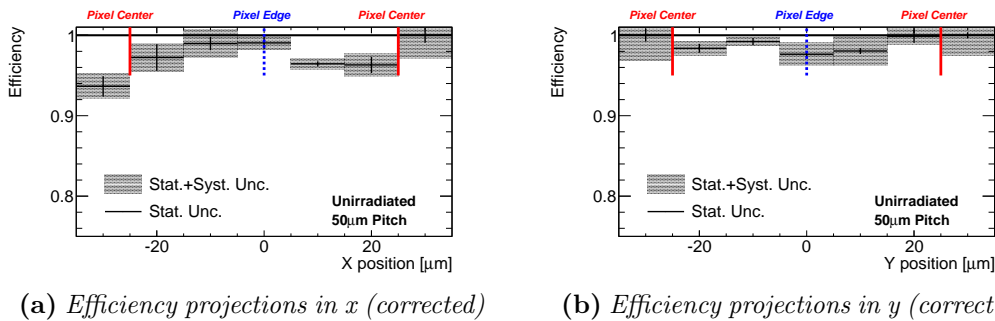 Pixel Center
Pixel Edge
Pixel Center
Efficiency
1
0.9
0.8
Stat.+Syst. Unc.
Stat. Unc.
Unirradiated
50μm Pitch
-20
0
20
X position [μm]
(a) Efficiency projections in x (corrected)
Pixel Center
Pixel Edge
Pixel Center
Efficiency
1
0.9
0.8
Stat.+Syst. Unc.
Stat. Unc.
Unirradiated
50μm Pitch
-20
0
20
Y position [μm]
(b) Efficiency projections in y (correct